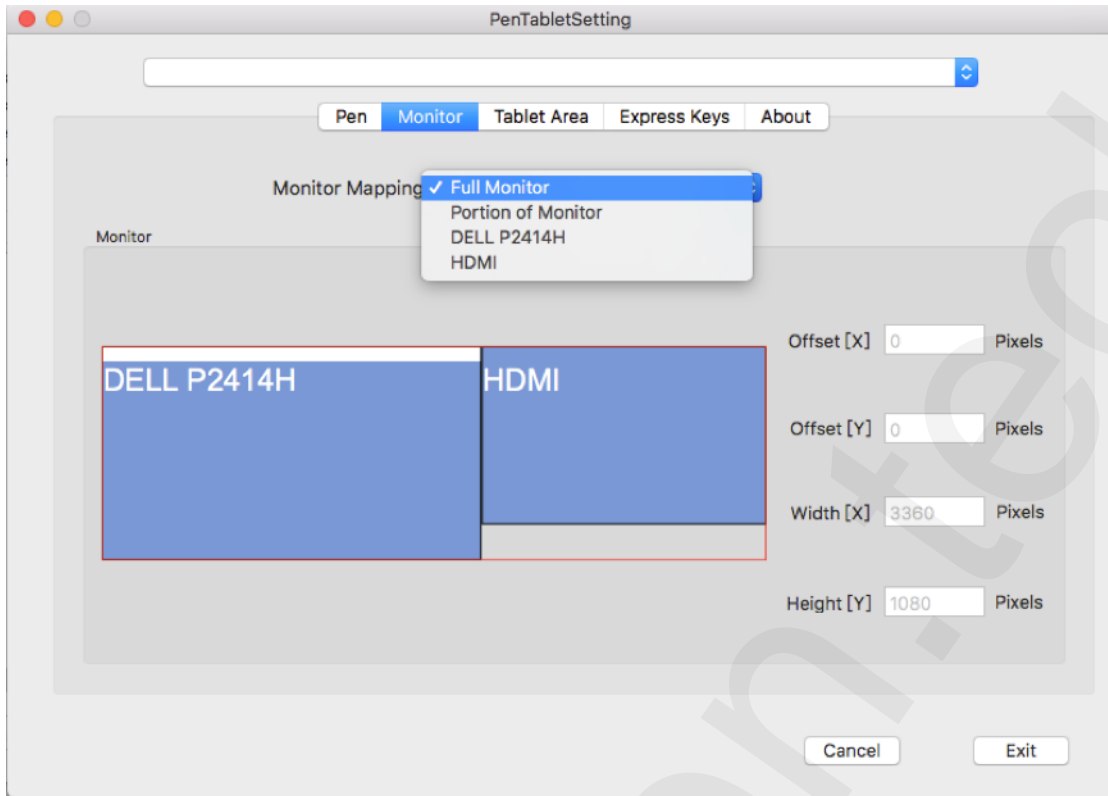 PenTabletSetting
Pen Monitor Tablet Area Express Keys About
Monitor Mapping ✓ Full Monitor
Portion of Monitor
DELL P2414H
HDMI
Monitor
DELL P2414H
HDMI
Offset [X] 0 Pixels
Offset [Y] 0 Pixels
Width [X] 3360 Pixels
Height [Y] 1080 Pixels
Cancel Exit